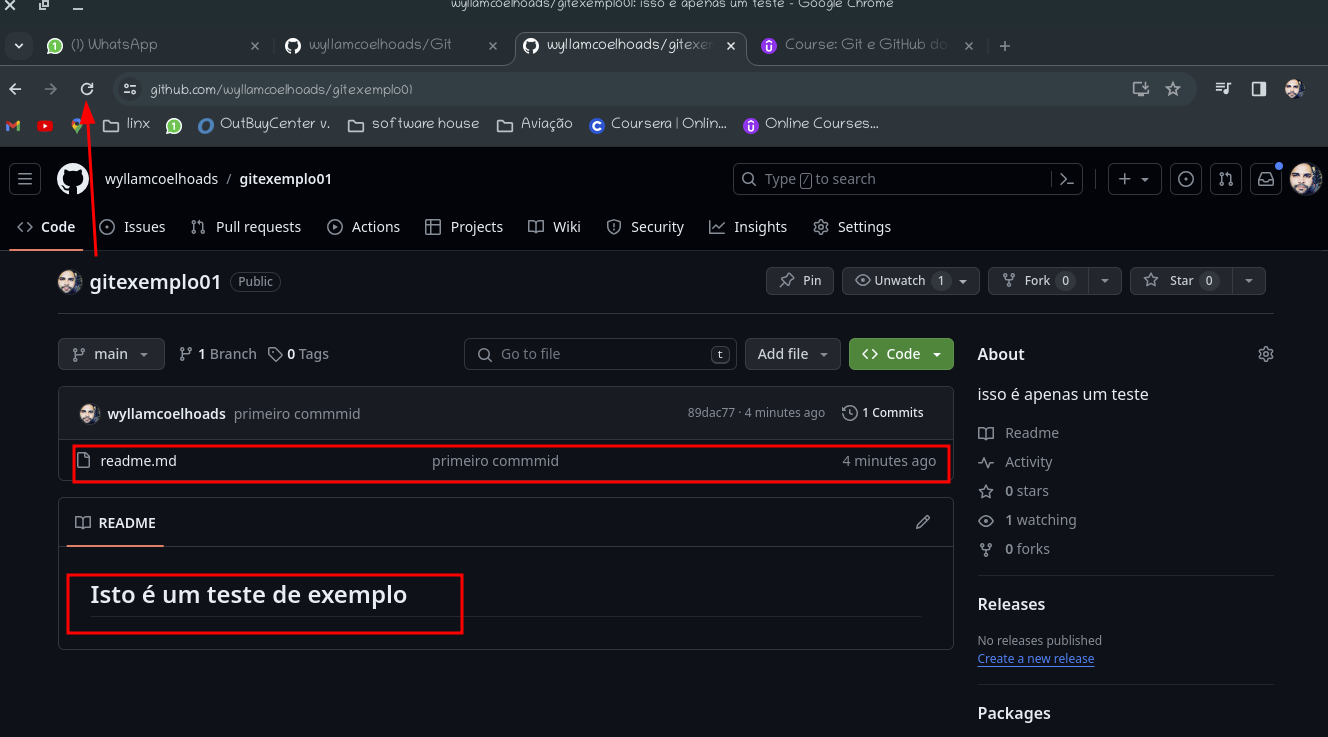 wyllamcoelhoads/gitexemplo01: isso é apenas um teste - Google Chrome
(1) WhatsApp
wyllamcoelhoads/Git
wyllamcoelhoads/gitexer
Course: Git e GitHub do
github.com/wyllamcoelhoads/gitexemplo01
linx
OutBuyCenter v.
software house
Aviação
Coursera | Onlin...
Online Courses...
wyllamcoelhoads / gitexemplo01
Type / to search
Code
Issues
Pull requests
Actions
Projects
Wiki
Security
Insights
Settings
gitexemplo01 Public
Pin
Unwatch 1
Fork 0
Star 0
main
1 Branch
0 Tags
Go to file t
Add file
Code
wyllamcoelhoads primeiro commmid
89dac77 · 4 minutes ago
1 Commits
readme.md primeiro commmid 4 minutes ago
README
Isto é um teste de exemplo
About
isso é apenas um teste
Readme
Activity
0 stars
1 watching
0 forks
Releases
No releases published
Create a new release
Packages